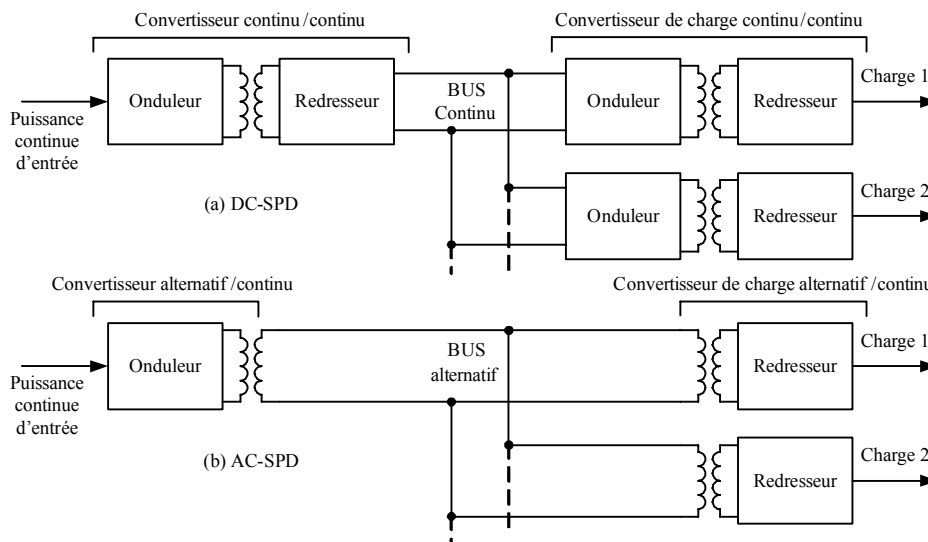 Convertisseur continu/continu
Convertisseur de charge continu/continu
Onduleur
Redresseur
BUS
Continu
Onduleur
Redresseur
Charge 1
Puissance
continue
d'entrée
(a) DC-SPD
Onduleur
Redresseur
Charge 2
Convertisseur alternatif/continu
Convertisseur de charge alternatif/continu
Onduleur
BUS
alternatif
Redresseur
Charge 1
Puissance
continue
d'entrée
(b) AC-SPD
Redresseur
Charge 2